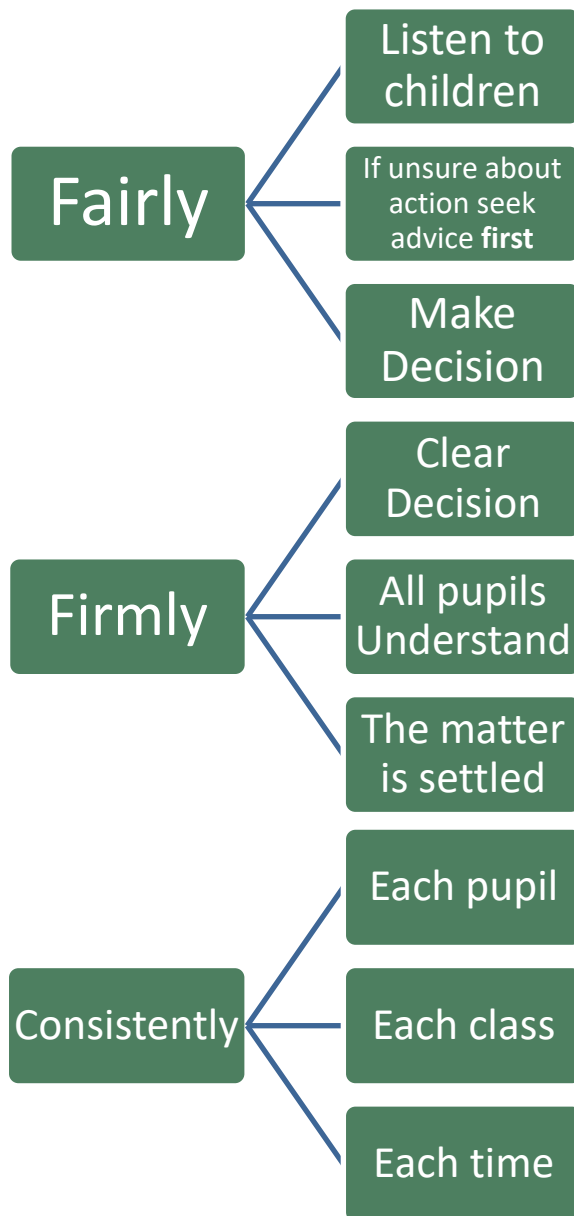 Fairly
Listen to
children
If unsure about
action seek
advice first
Make
Decision
Firmly
Clear
Decision
All pupils
Understand
The matter
is settled
Consistently
Each pupil
Each class
Each time